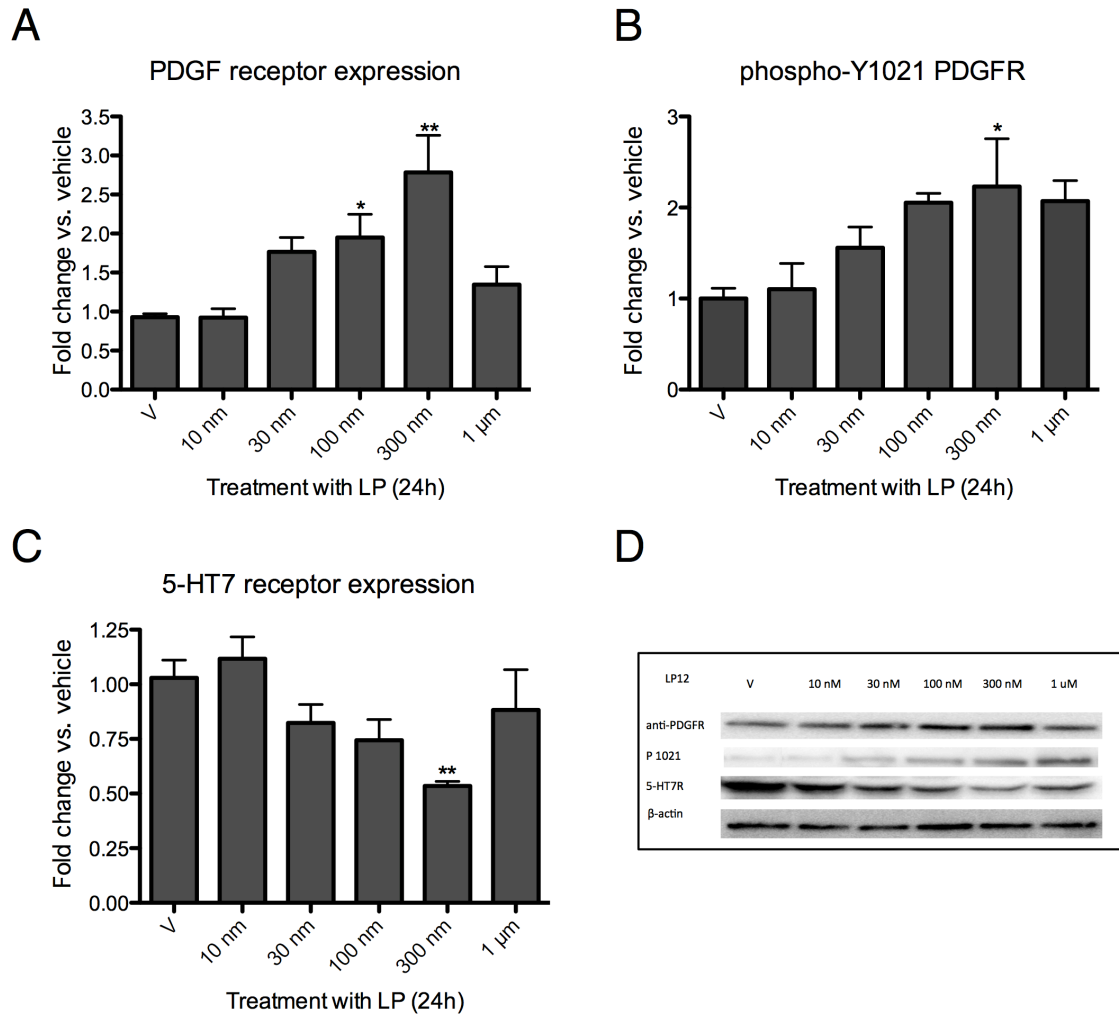 A
PDGF receptor expression
Fold change vs. vehicle
3.5
3.0
2.5
2.0
1.5
1.0
0.5
0.0
*
**
V
10 nm
30 nm
100 nm
300 nm
1 µm
Treatment with LP (24h)
B
phospho-Y1021 PDGFR
Fold change vs. vehicle
3
2
1
0
*
V
10 nm
30 nm
100 nm
300 nm
1 µm
Treatment with LP (24h)
C
5-HT7 receptor expression
Fold change vs. vehicle
1.25
1.00
0.75
0.50
0.25
0.00
**
V
10 nm
30 nm
100 nm
300 nm
1 µm
Treatment with LP (24h)
D
LP12 V 10 nM 30 nM 100 nM 300 nM 1 uM
anti-PDGFR
P 1021
5-HT7R
β-actin